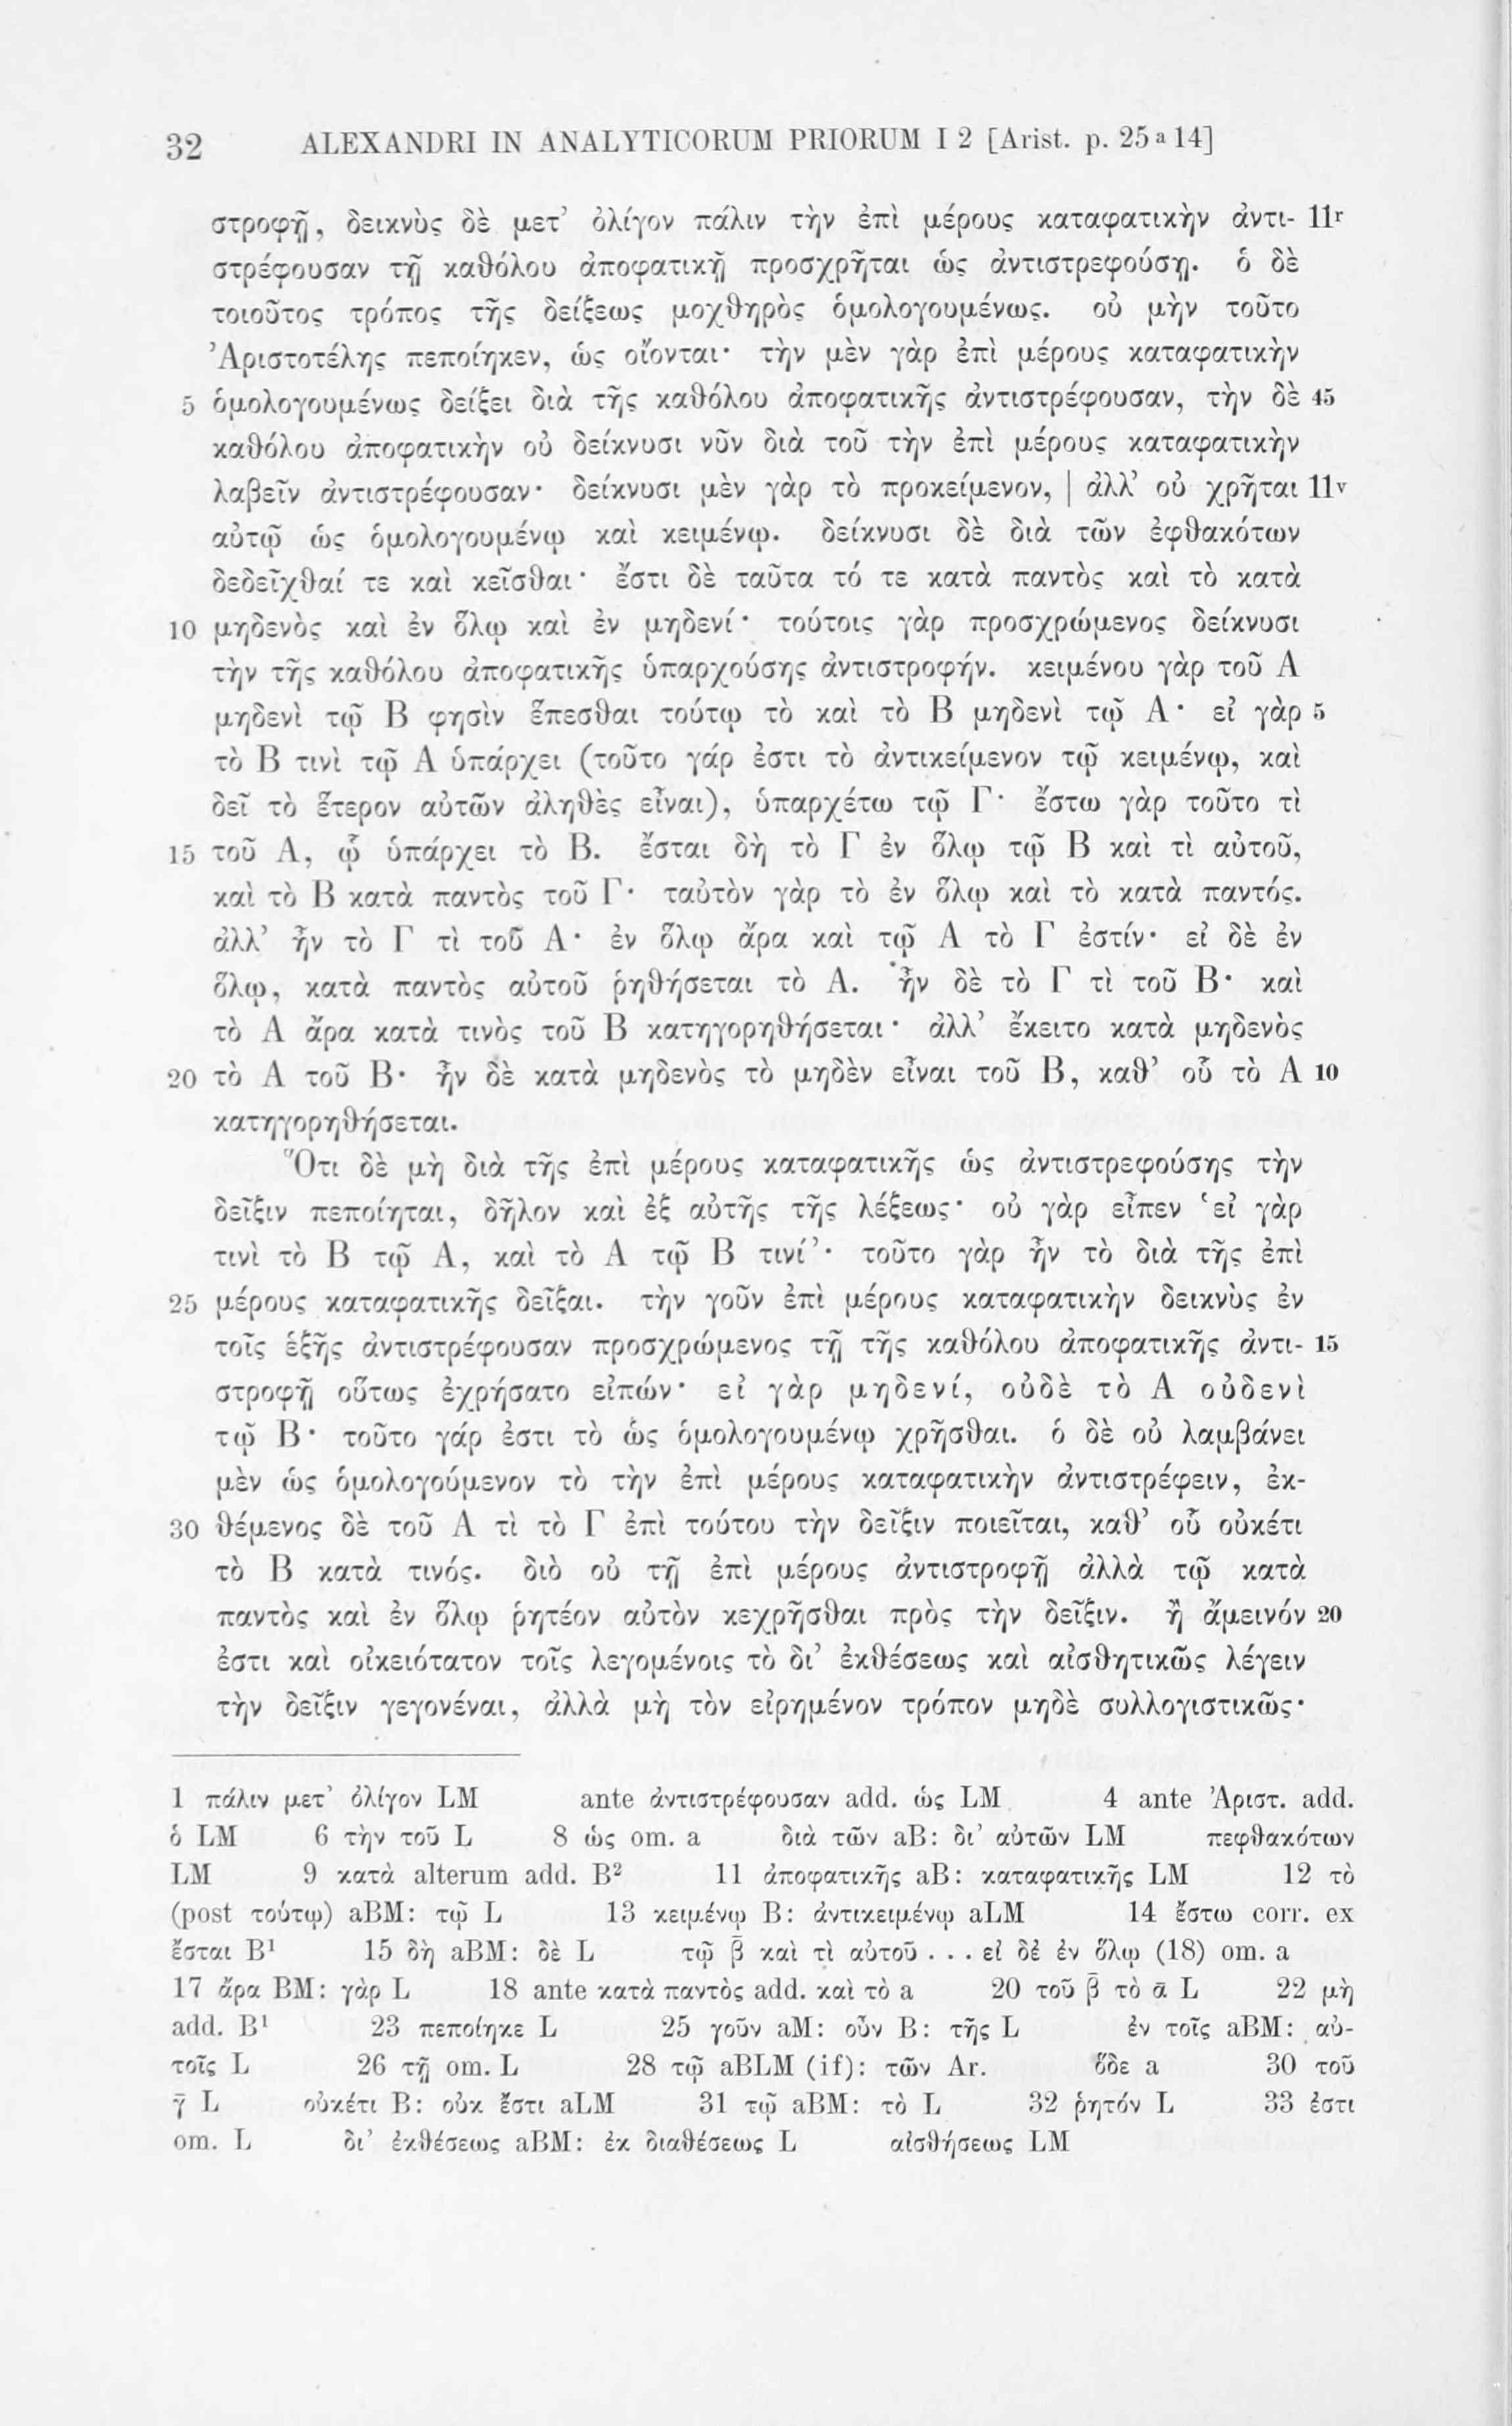 32 ALEXANDRI IN ANALYTICORUM PRIORUM I 2 [Arist. p. 25 a 14]
στροφῇ, δεικνὺς δὲ μετ’ ὀλίγον πάλιν τὴν ἐπὶ μέρους καταφατικὴν ἀντι- 11r
στρέφουσαν τῇ καθόλου ἀποφατικῇ προσχρῆται ὡς ἀντιστρεφούσῃ. ὁ δὲ
τοιοῦτος τρόπος τῆς δείξεως μοχθηρὸς ὁμολογουμένως. οὐ μὴν τοῦτο
Ἀριστοτέλης πεποίηκεν, ὡς οἴονται· τὴν μὲν γὰρ ἐπὶ μέρους καταφατικὴν
5 ὁμολογουμένως δείξει διὰ τῆς καθόλου ἀποφατικῆς ἀντιστρέφουσαν, τὴν δὲ 45
καθόλου ἀποφατικὴν οὐ δείκνυσι νῦν διὰ τοῦ τὴν ἐπὶ μέρους καταφατικὴν
λαβεῖν ἀντιστρέφουσαν· δείκνυσι μὲν γὰρ τὸ προκείμενον, | ἀλλ’ οὐ χρῆται 11v
αὐτῷ ὡς ὁμολογουμένῳ καὶ κειμένῳ. δείκνυσι δὲ διὰ τῶν ἐφθακότων
δεδεῖχθαί τε καὶ κεῖσθαι· ἔστι δὲ ταῦτα τό τε κατὰ παντὸς καὶ τὸ κατὰ
10 μηδενὸς καὶ ἐν ὅλῳ καὶ ἐν μηδενί· τούτοις γὰρ προσχρώμενος δείκνυσι
τὴν τῆς καθόλου ἀποφατικῆς ὑπαρχούσης ἀντιστροφήν. κειμένου γὰρ τοῦ Α
μηδενὶ τῷ Β φησὶν ἕπεσθαι τούτῳ τὸ καὶ τὸ Β μηδενὶ τῷ Α· εἰ γὰρ 5
τὸ Β τινὶ τῷ Α ὑπάρχει (τοῦτο γάρ ἐστι τὸ ἀντικείμενον τῷ κειμένῳ, καὶ
δεῖ τὸ ἕτερον αὐτῶν ἀληθὲς εἶναι), ὑπαρχέτω τῷ Γ· ἔστω γὰρ τοῦτο τὶ
15 τοῦ Α, ᾧ ὑπάρχει τὸ Β. ἔσται δὴ τὸ Γ ἐν ὅλῳ τῷ Β καὶ τὶ αὐτοῦ,
καὶ τὸ Β κατὰ παντὸς τοῦ Γ· ταὐτὸν γὰρ τὸ ἐν ὅλῳ καὶ τὸ κατὰ παντός.
ἀλλ’ ἦν τὸ Γ τὶ τοῦ Α· ἐν ὅλῳ ἄρα καὶ τῷ Α τὸ Γ ἐστίν· εἰ δὲ ἐν
ὅλῳ, κατὰ παντὸς αὐτοῦ ῥηθήσεται τὸ Α. ἦν δὲ τὸ Γ τὶ τοῦ Β· καὶ
τὸ Α ἄρα κατὰ τινὸς τοῦ Β κατηγορηθήσεται· ἀλλ’ ἔκειτο κατὰ μηδενὸς
20 τὸ Α τοῦ Β· ἦν δὲ κατὰ μηδενὸς τὸ μηδὲν εἶναι τοῦ Β, καθ’ οὗ τὸ Α 10
κατηγορηθήσεται.
Ὅτι δὲ μὴ διὰ τῆς ἐπὶ μέρους καταφατικῆς ὡς ἀντιστρεφούσης τὴν
δεῖξιν πεποίηται, δῆλον καὶ ἐξ αὐτῆς τῆς λέξεως· οὐ γὰρ εἶπεν ‘εἰ γὰρ
τινὶ τὸ Β τῷ Α, καὶ τὸ Α τῷ Β τινί’· τοῦτο γὰρ ἦν τὸ διὰ τῆς ἐπὶ
25 μέρους καταφατικῆς δεῖξαι. τὴν γοῦν ἐπὶ μέρους καταφατικὴν δεικνὺς ἐν
τοῖς ἑξῆς ἀντιστρέφουσαν προσχρώμενος τῇ τῆς καθόλου ἀποφατικῆς ἀντι- 15
στροφῇ οὕτως ἐχρήσατο εἰπών· εἰ γὰρ μηδενί, οὐδὲ τὸ Α οὐδενὶ
τῷ Β· τοῦτο γάρ ἐστι τὸ ὡς ὁμολογουμένῳ χρῆσθαι. ὁ δὲ οὐ λαμβάνει
μὲν ὡς ὁμολογούμενον τὸ τὴν ἐπὶ μέρους καταφατικὴν ἀντιστρέφειν, ἐκ-
30 θέμενος δὲ τοῦ Α τὶ τὸ Γ ἐπὶ τούτου τὴν δεῖξιν ποιεῖται, καθ’ οὗ οὐκέτι
τὸ Β κατὰ τινός. διὸ οὐ τῇ ἐπὶ μέρους ἀντιστροφῇ ἀλλὰ τῷ κατὰ
παντὸς καὶ ἐν ὅλῳ ῥητέον αὐτὸν κεχρῆσθαι πρὸς τὴν δεῖξιν. ἢ ἄμεινόν 20
ἐστι καὶ οἰκειότατον τοῖς λεγομένοις τὸ δι’ ἐκθέσεως καὶ αἰσθητικῶς λέγειν
τὴν δεῖξιν γεγονέναι, ἀλλὰ μὴ τὸν εἰρημένον τρόπον μηδὲ συλλογιστικῶς·
1 πάλιν μετ’ ὀλίγον LM ante ἀντιστρέφουσαν add. ὡς LM 4 ante Ἀριστ. add.
ὁ LM 6 τὴν τοῦ L 8 ὡς om. a διὰ τῶν aB: δι’ αὐτῶν LM πεφθακότων
LM 9 κατὰ alterum add. B² 11 ἀποφατικῆς aB: καταφατικῆς LM 12 τὸ
(post τούτῳ) aBM: τῷ L 13 κειμένῳ B: ἀντικειμένῳ aLM 14 ἔστω corr. ex
ἔσται B¹ 15 δὴ aBM: δὲ L τῷ β̄ καὶ τὶ αὐτοῦ . . . εἰ δέ ἐν ὅλῳ (18) om. a
17 ἄρα BM: γὰρ L 18 ante κατὰ παντὸς add. καὶ τὸ a 20 τοῦ β̄ τὸ ᾱ L 22 μὴ
add. B¹ 23 πεποίηκε L 25 γοῦν aM: οὖν B: τῆς L ἐν τοῖς aBM: αὐ-
τοῖς L 26 τῇ om. L 28 τῷ aBLM (if): τῶν Ar. ὅδε a 30 τοῦ
γ̄ L οὐκέτι B: οὐκ ἔστι aLM 31 τῷ aBM: τὸ L 32 ῥητόν L 33 ἐστι
om. L δι’ ἐκθέσεως aBM: ἐκ διαθέσεως L αἰσθήσεως LM